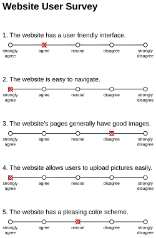 Website User Survey
1. The website has a user friendly interface.
strongly agree agree neutral disagree strongly disagree
2. The website is easy to navigate.
strongly agree agree neutral disagree strongly disagree
3. The website's pages generally have good images.
strongly agree agree neutral disagree strongly disagree
4. The website allows users to upload pictures easily.
strongly agree agree neutral disagree strongly disagree
5. The website has a pleasing color scheme.
strongly agree agree neutral disagree strongly disagree